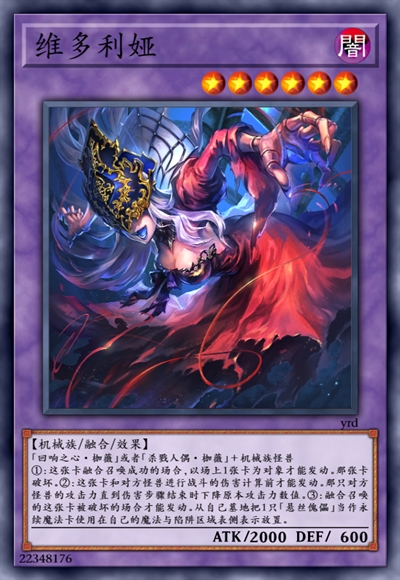 维多利娅
闇
yrd
【机械族/融合/效果】
「回响之心·枷薇」或者「杀戮人偶·枷薇」+机械族怪兽
①：这张卡融合召唤成功的场合，以场上1张卡为对象才能发动。那张卡
破坏。②：这张卡和对方怪兽进行战斗的伤害计算前才能发动。那只对方
怪兽的攻击力直到伤害步骤结束时下降原本攻击力数值。③：融合召唤
的这张卡被破坏的场合才能发动。从自己墓地把1只「悬丝傀儡」当作永
续魔法卡使用在自己的魔法与陷阱区域表侧表示放置。
ATK/2000 DEF/ 600
22348176